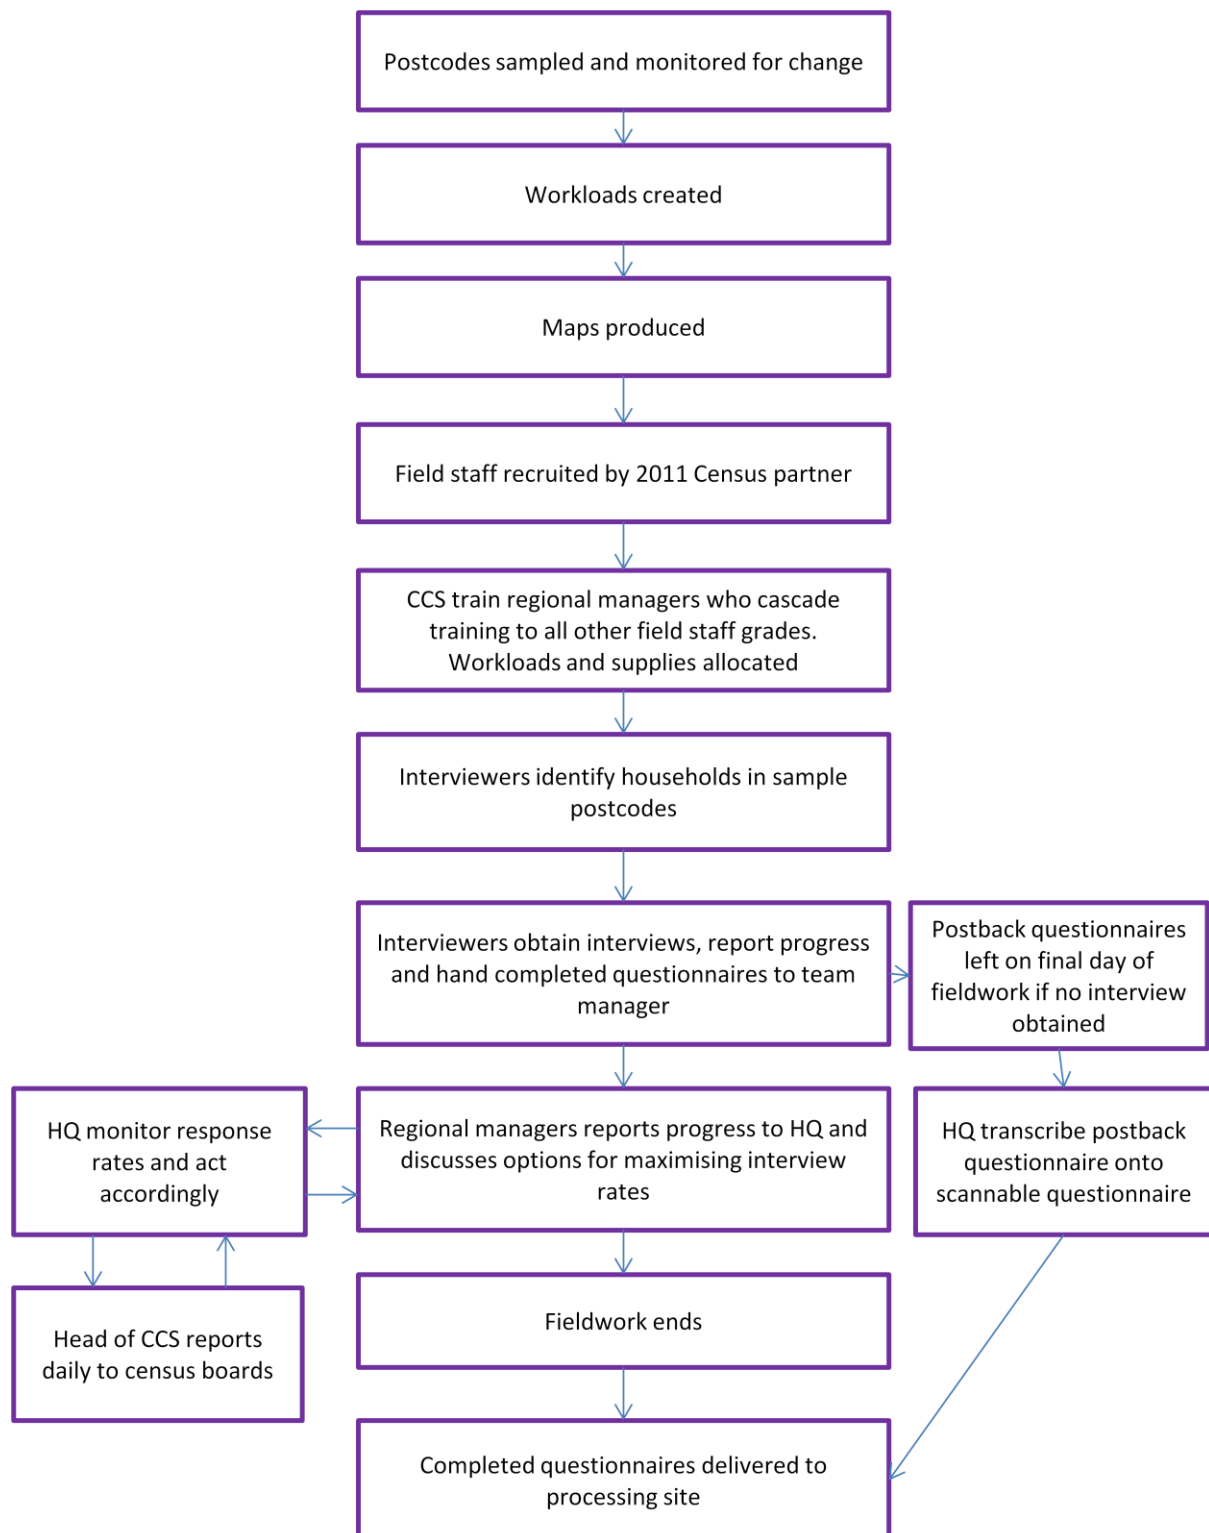 Postcodes sampled and monitored for change
Workloads created
Maps produced
Field staff recruited by 2011 Census partner
CCS train regional managers who cascade
training to all other field staff grades.
Workloads and supplies allocated
Interviewers identify households in sample
postcodes
Interviewers obtain interviews, report progress
and hand completed questionnaires to team
manager
Postback questionnaires
left on final day of
fieldwork if no interview
obtained
HQ monitor response
rates and act
accordingly
Regional managers reports progress to HQ and
discusses options for maximising interview
rates
HQ transcribe postback
questionnaire onto
scannable questionnaire
Head of CCS reports
daily to census boards
Fieldwork ends
Completed questionnaires delivered to
processing site